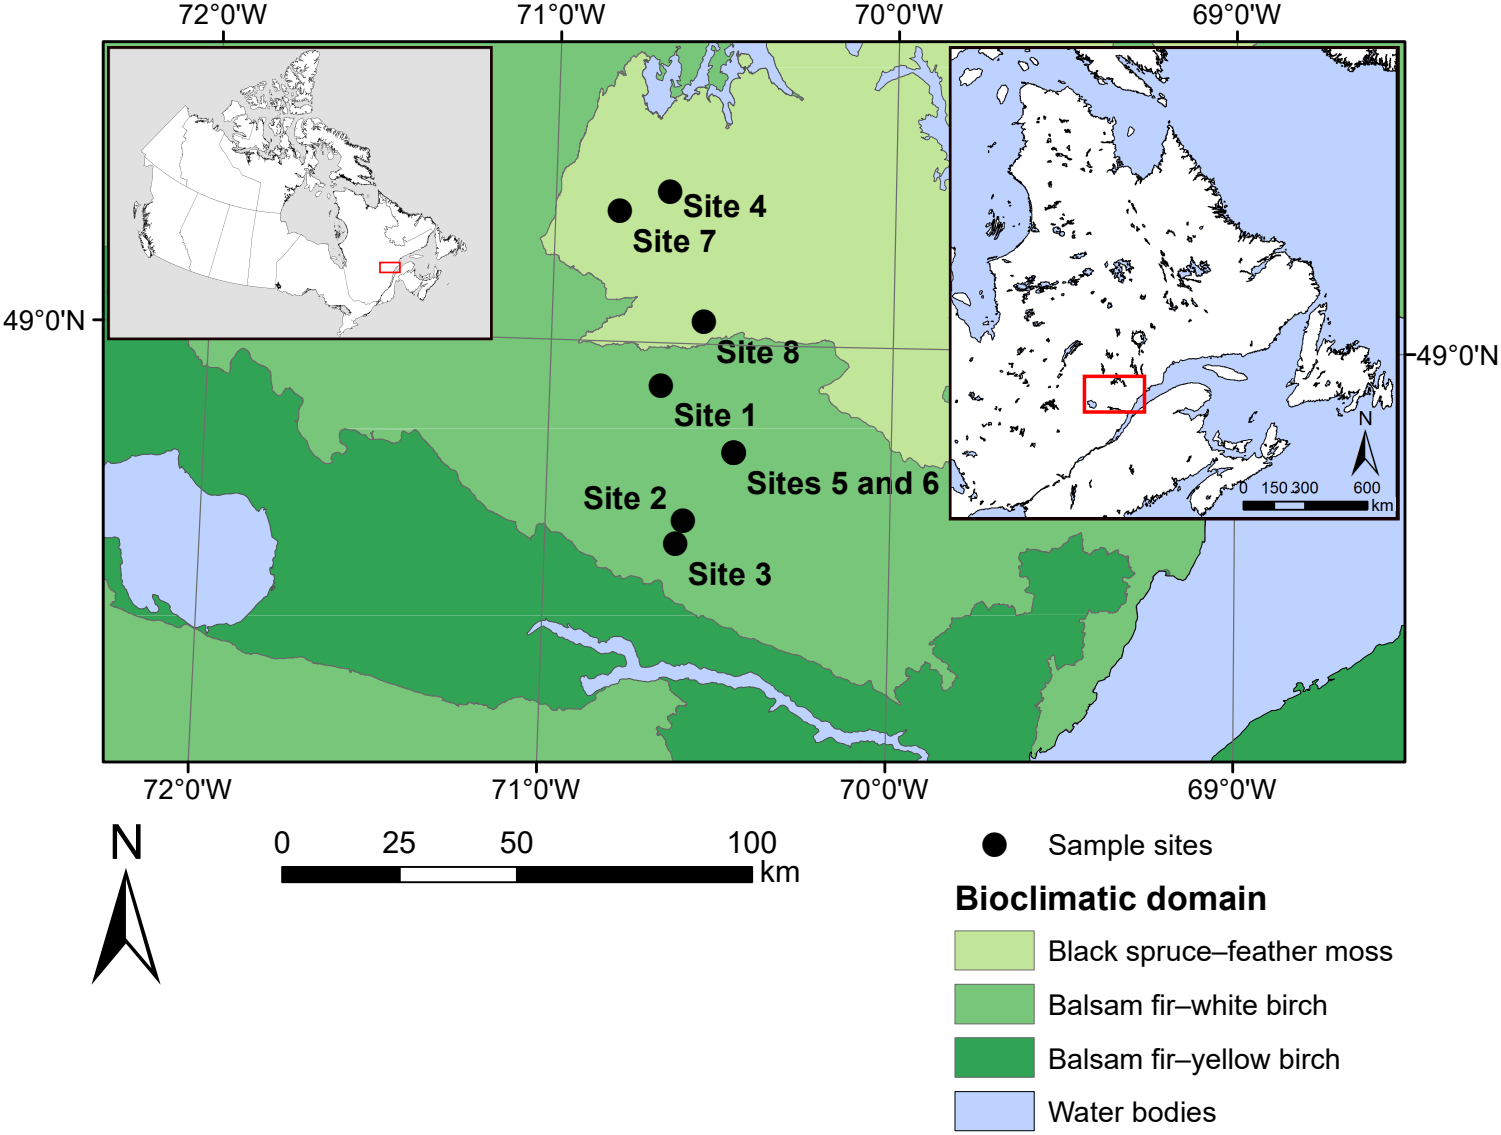 72°0'W 71°0'W 70°0'W 69°0'W
Site 4
Site 7
49°0'N
Site 8
49°0'N
Site 1
N
Sites 5 and 6
0 150 300 600
km
Site 2
Site 3
72°0'W 71°0'W 70°0'W 69°0'W
N
0 25 50 100
km
Sample sites
Bioclimatic domain
Black spruce–feather moss
Balsam fir–white birch
Balsam fir–yellow birch
Water bodies